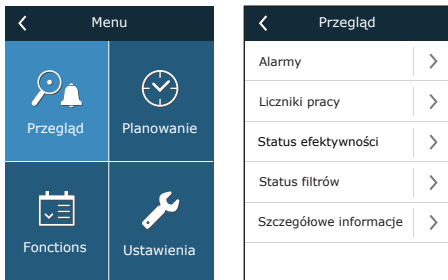 Menu
Przegląd
Planowanie
Fonctions
Ustawienia
Przegląd
Alarmy
Liczniki pracy
Status efektywności
Status filtrów
Szczegółowe informacje